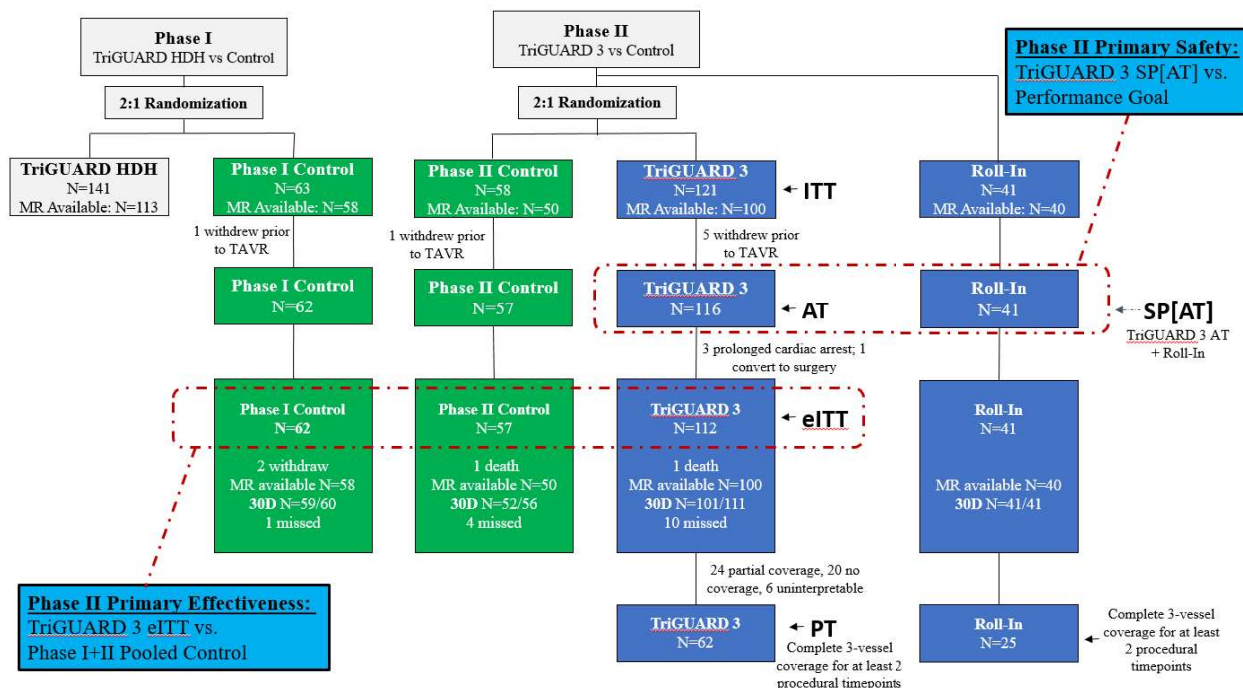 Phase I
TriGUARD HDH vs Control
Phase II
TriGUARD 3 vs Control
Phase II Primary Safety:
TriGUARD 3 SP[AT] vs.
Performance Goal
2:1 Randomization
2:1 Randomization
TriGUARD HDH
N=141
MR Available: N=113
Phase I Control
N=63
MR Available: N=58
Phase II Control
N=58
MR Available: N=50
TriGUARD 3
N=121
MR Available: N=100
ITT
Roll-In
N=41
MR Available: N=40
1 withdrew prior
to TAVR
1 withdrew prior
to TAVR
5 withdrew prior
to TAVR
Phase I Control
N=62
Phase II Control
N=57
TriGUARD 3
N=116
AT
Roll-In
N=41
SP[AT]
TriGUARD 3 AT
+ Roll-In
3 prolonged cardiac arrest; 1
convert to surgery
Phase I Control
N=62
2 withdraw
MR available N=58
30D N=59/60
1 missed
Phase II Control
N=57
1 death
MR available N=50
30D N=52/56
4 missed
TriGUARD 3
N=112
1 death
MR available N=100
30D N=101/111
10 missed
eITT
Roll-In
N=41
MR available N=40
30D N=41/41
24 partial coverage, 20 no
coverage, 6 uninterpretable
Phase II Primary Effectiveness:
TriGUARD 3 eITT vs.
Phase I+II Pooled Control
TriGUARD 3
N=62
PT
Complete 3-vessel
coverage for at least 2
procedural timepoints
Roll-In
N=25
Complete 3-vessel
coverage for at least
2 procedural
timepoints